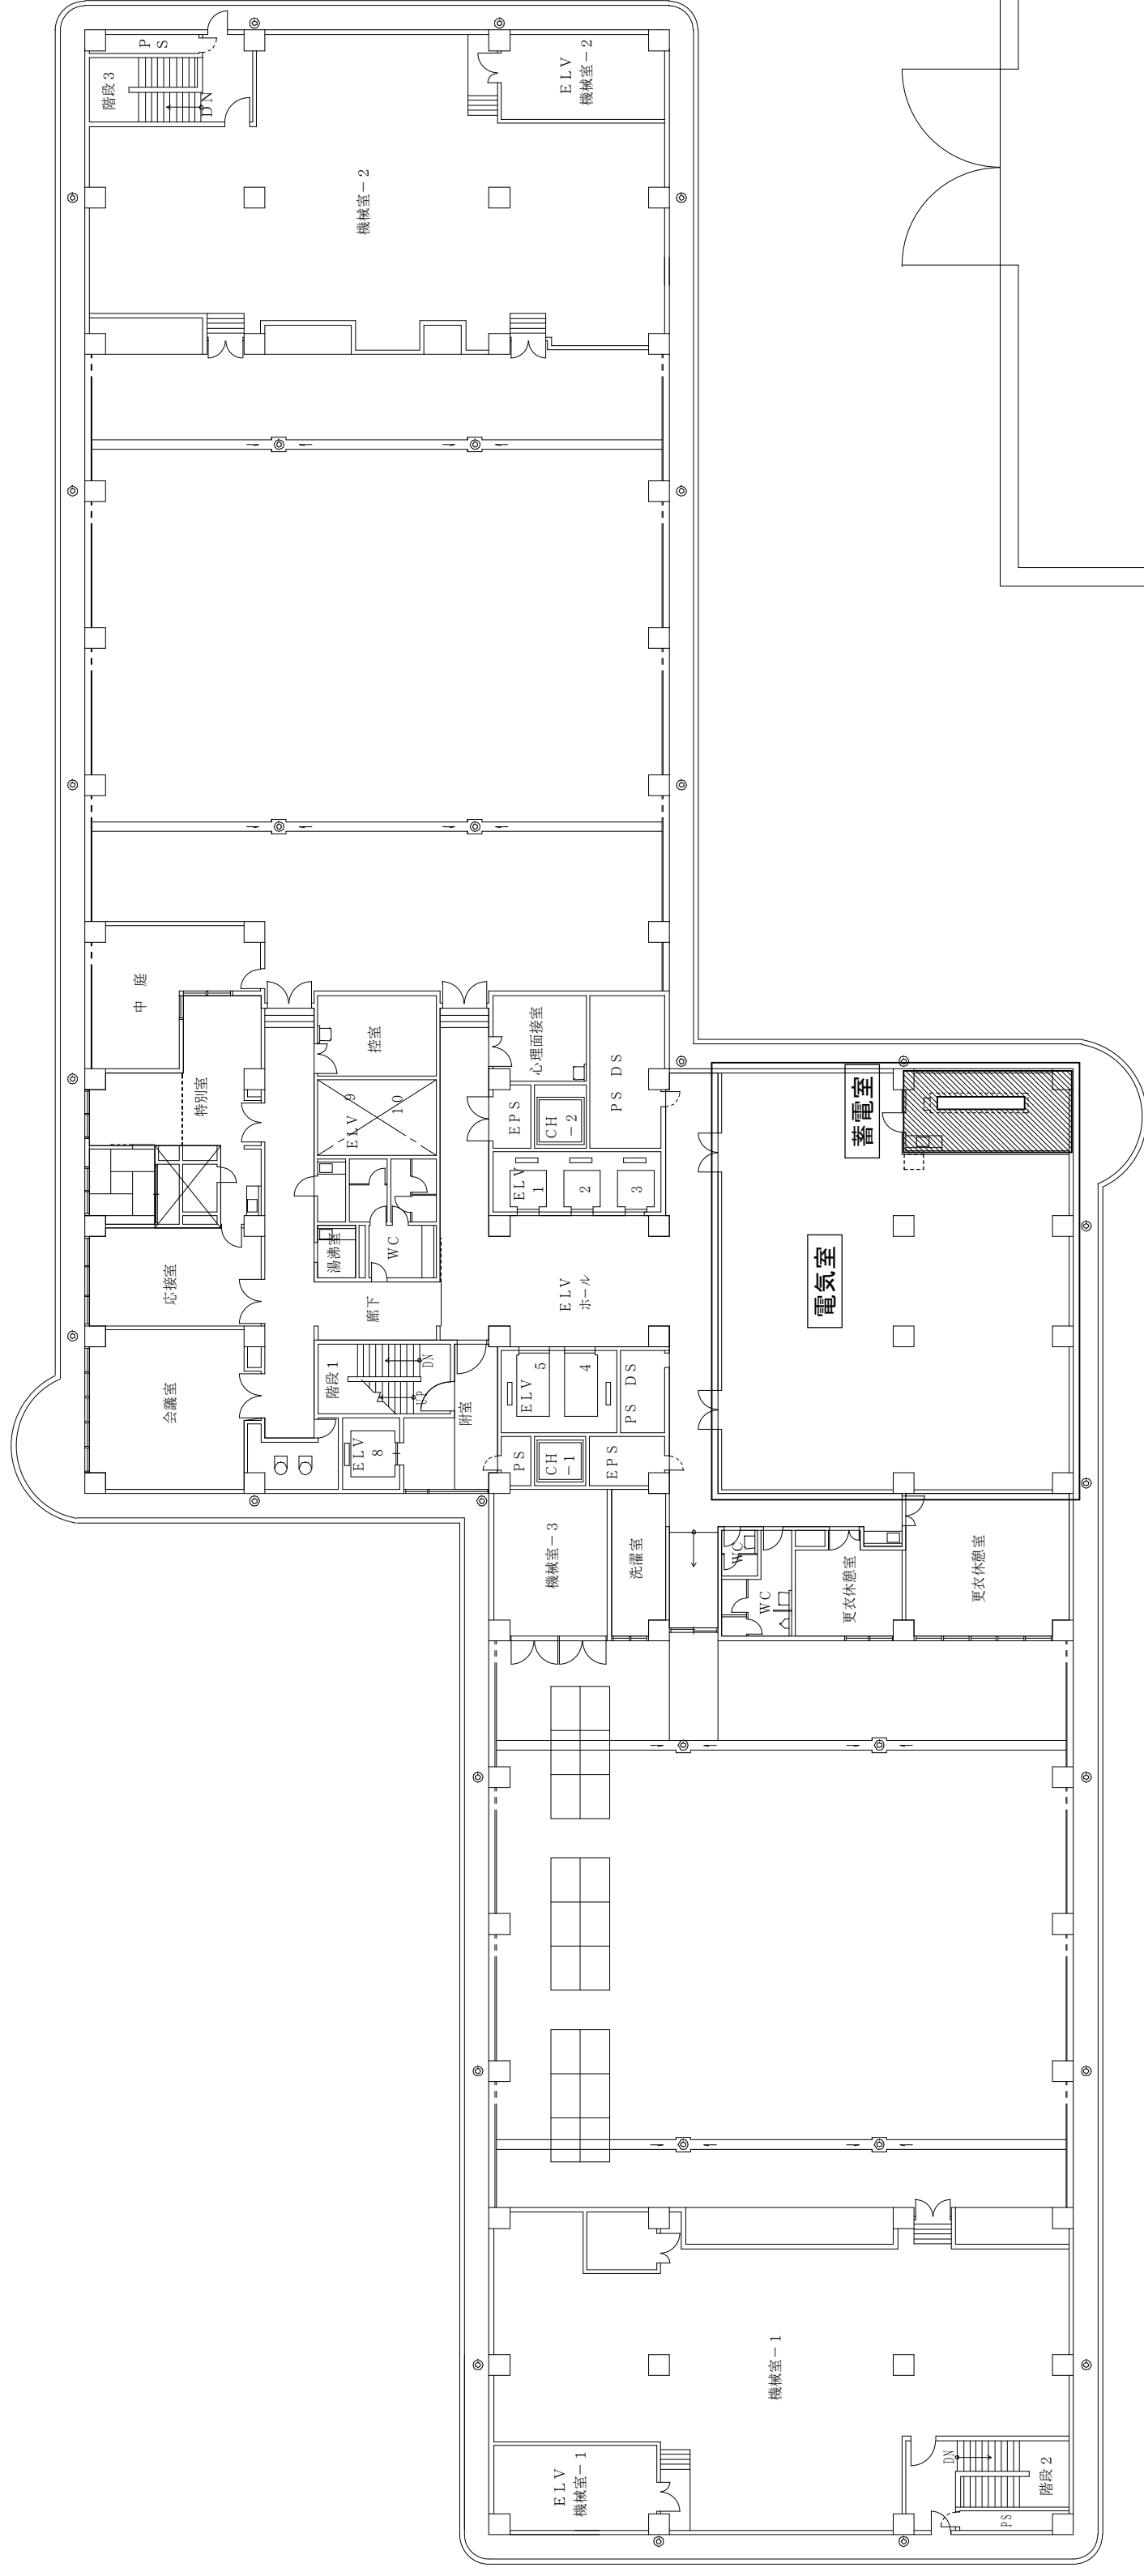 ＰＳ
階段３
ＤＮ
ＥＬＶ
機械室－２
機械室－２
中　庭
特別室
控室
ＥＬＶ ９
１０
心理面接室
ＰＳ ＤＳ
ＥＰＳ
ＣＨ
－２
ＥＬＶ
１
２
３
湯沸室
ＷＣ
応接室
廊下
ＥＬＶ
ホール
会議室
階段１
ＤＮ
ＵＰ
附室
ＥＬＶ
８
ＥＬＶ ５
４
ＰＳ ＤＳ
ＰＳ
ＣＨ
－１
ＥＰＳ
蓄電室
電気室
機械室－３
洗濯室
ＷＣ
ＷＣ
更衣休憩室
更衣休憩室
機械室－１
ＥＬＶ
機械室－１
ＤＮ
階段２
ＰＳ